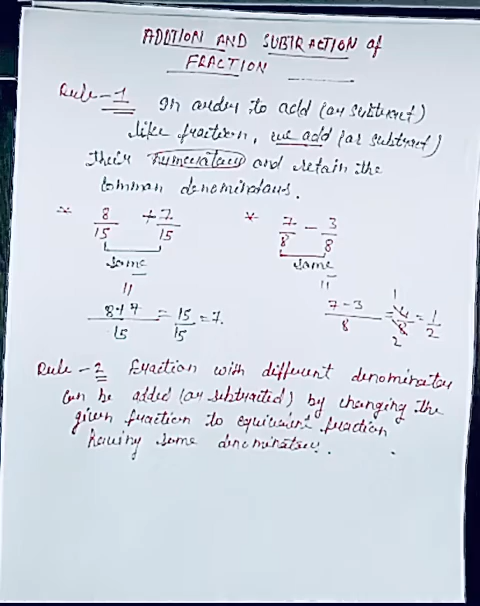 ADDTION AND SUBTRACTION of
FRACTION
Rule-1 In order to add (or subtract)
like fraction, we add (or subtract)
their numerators and retain the
common denominators.
* 8/15 + 7/15 * 7/8 - 3/8
same same
= =
8+7/15 = 15/15 = 1. 7-3/8 = 4/8 = 1/2
Rule-2 Fraction with different denominator
can be added (or subtracted) by changing the
given fraction to equivalent fraction
having same denominator.